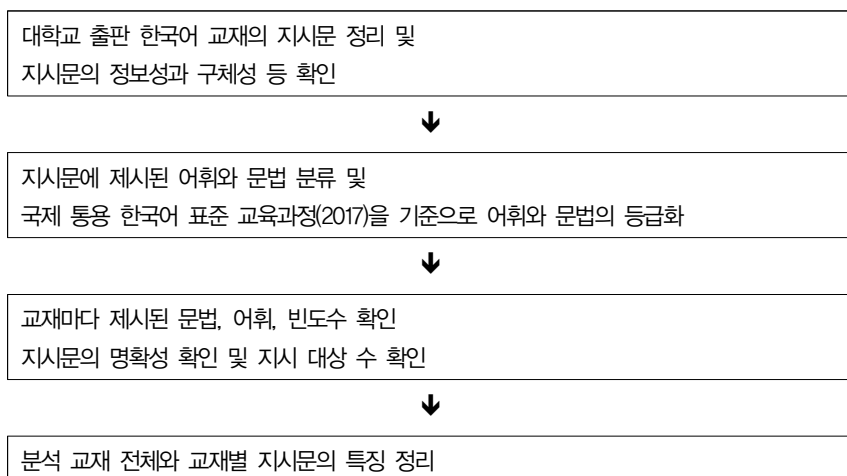 대학교 출판 한국어 교재의 지시문 정리 및
지시문의 정보성과 구체성 등 확인
지시문에 제시된 어휘와 문법 분류 및
국제 통용 한국어 표준 교육과정(2017)을 기준으로 어휘와 문법의 등급화
교재마다 제시된 문법, 어휘, 빈도수 확인
지시문의 명확성 확인 및 지시 대상 수 확인
분석 교재 전체와 교재별 지시문의 특징 정리